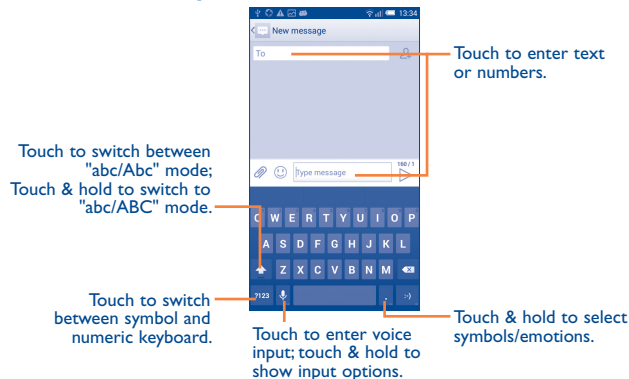 13:34
New message
To
Touch to enter text
or numbers.
Touch to switch between
"abc/Abc" mode;
Touch & hold to switch to
"abc/ABC" mode.
160 / 1
Type message
Q W E R T Y U I O P
A S D F G H J K L
Z X C V B N M
?123 . :-)
Touch to switch
between symbol and
numeric keyboard.
Touch to enter voice
input; touch & hold to
show input options.
Touch & hold to select
symbols/emotions.